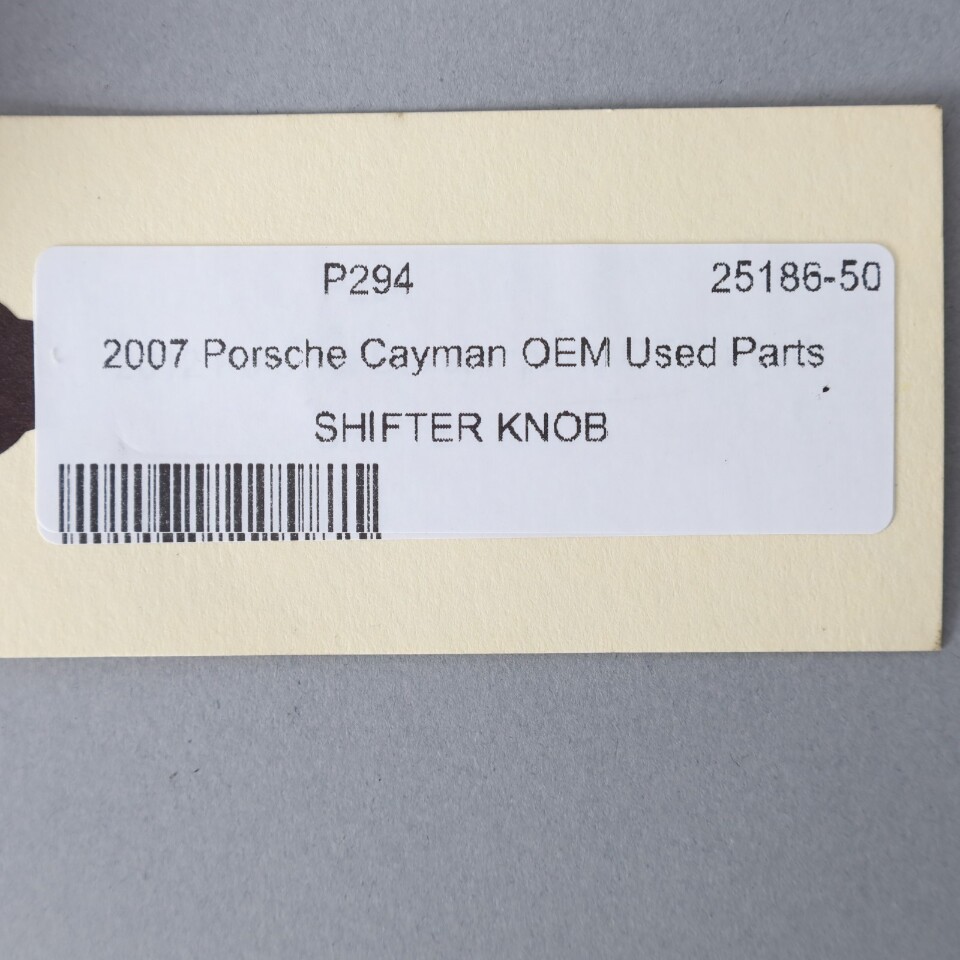 P294 25186-50
2007 Porsche Cayman OEM Used Parts
SHIFTER KNOB